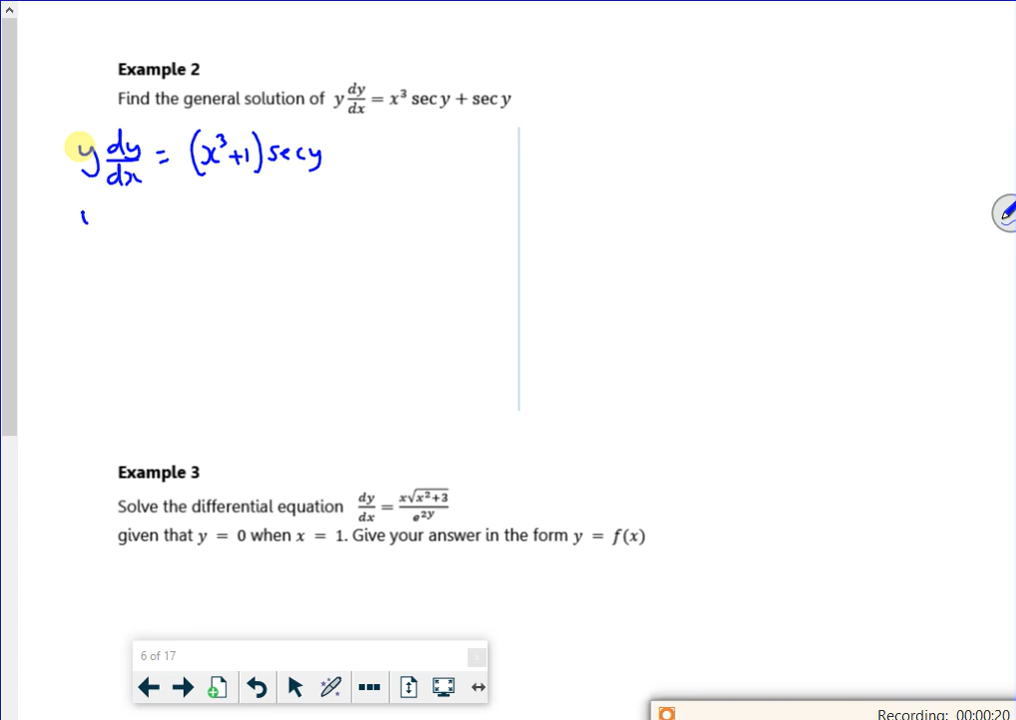 Example 2
Find the general solution of y dy/dx = x³ sec y + sec y
y dy/dx = (x³+1) sec y
Example 3
Solve the differential equation dy/dx = x√(x²+3)/e^(2y)
given that y = 0 when x = 1. Give your answer in the form y = f(x)
6 of 17
Recording: 00:00:20